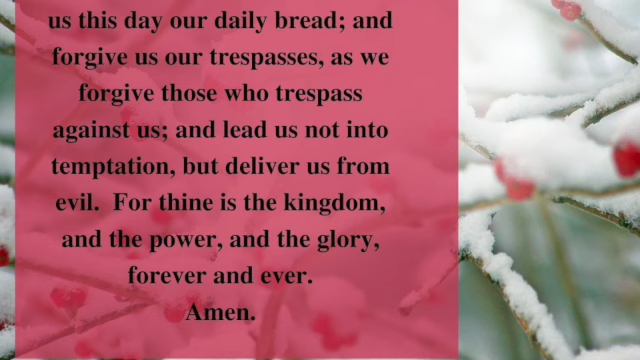 us this day our daily bread; and
forgive us our trespasses, as we
forgive those who trespass
against us; and lead us not into
temptation, but deliver us from
evil.  For thine is the kingdom,
and the power, and the glory,
forever and ever.
Amen.